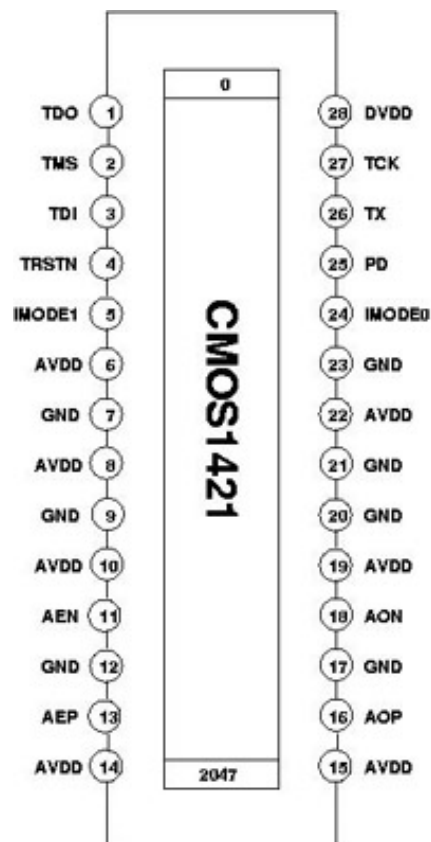 0
TDO 1 28 DVDD
TMS 2 27 TCK
TDI 3 26 TX
TRSTN 4 25 PD
IMODE1 5 24 IMODE0
AVDD 6 23 GND
GND 7 22 AVDD
AVDD 8 21 GND
GND 9 20 GND
AVDD 10 19 AVDD
AEN 11 18 AON
GND 12 17 GND
AEP 13 16 AOP
AVDD 14 15 AVDD
CMOS1421
2047